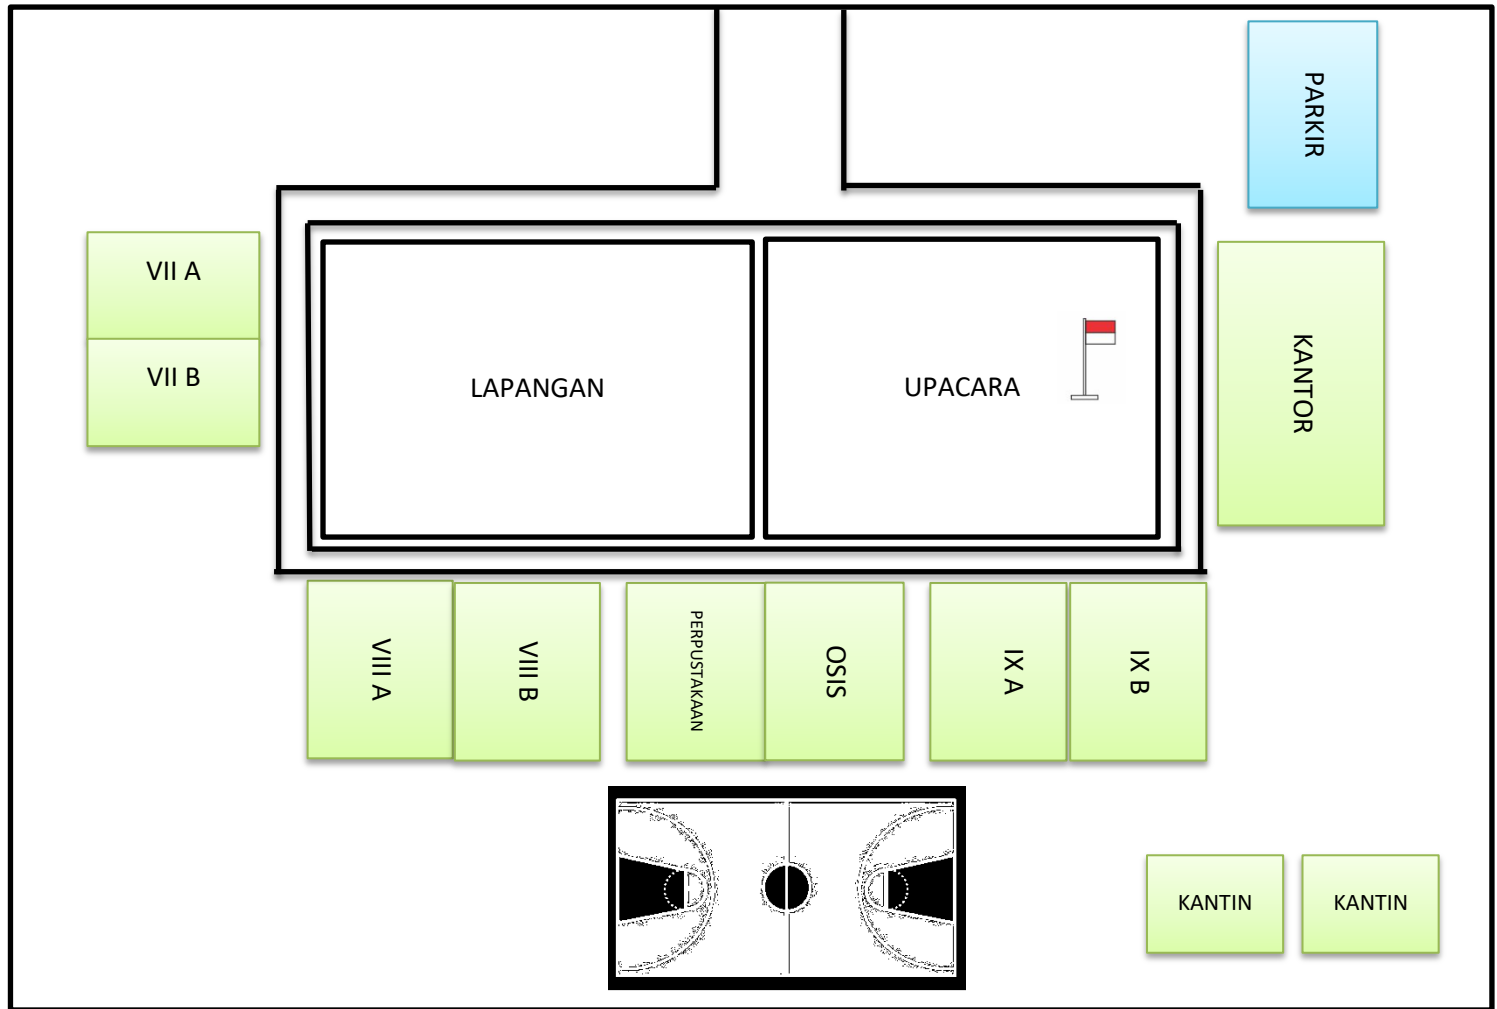 PARKIR
VII A
VII B
LAPANGAN
UPACARA
KANTOR
VIII A
VIII B
PERPUSTAKAAN
OSIS
IX A
IX B
KANTIN
KANTIN